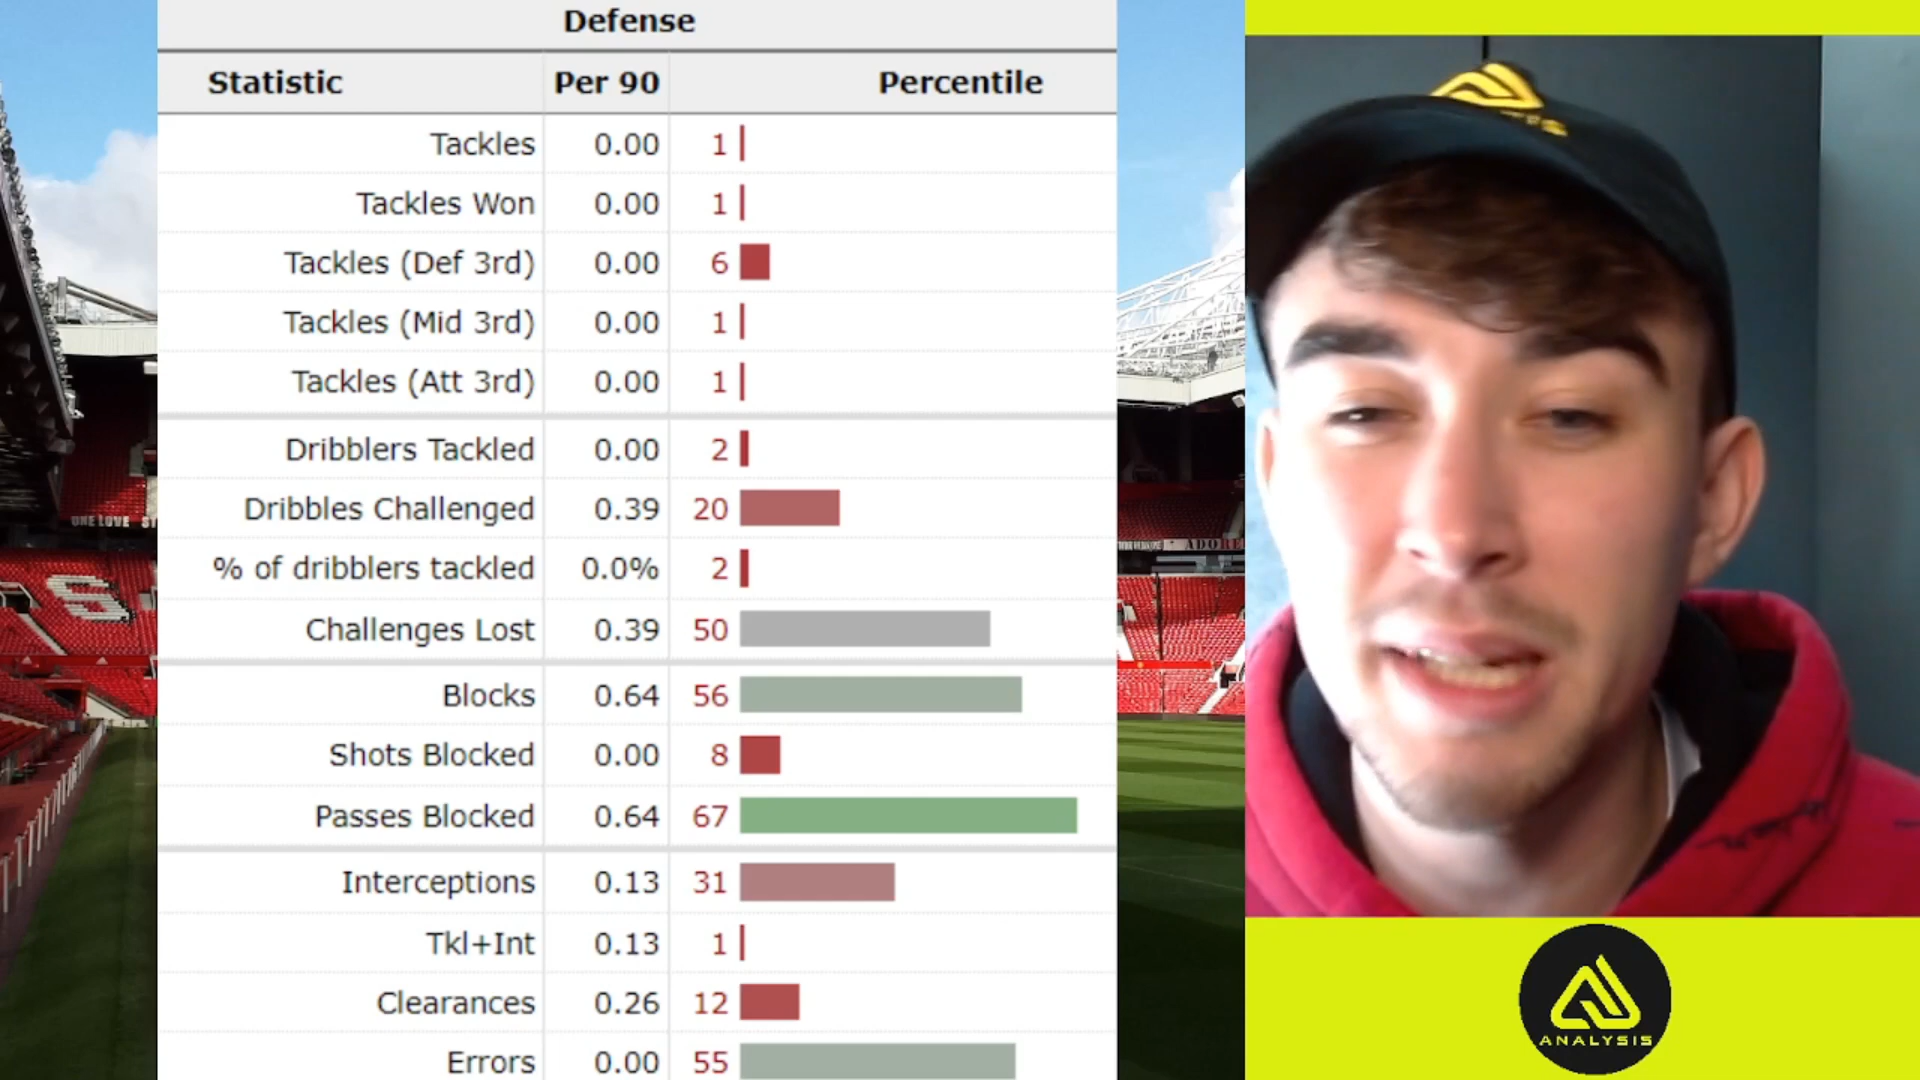 Defense
Statistic Per 90 Percentile
Tackles 0.00 1
Tackles Won 0.00 1
Tackles (Def 3rd) 0.00 6
Tackles (Mid 3rd) 0.00 1
Tackles (Att 3rd) 0.00 1
Dribblers Tackled 0.00 2
Dribbles Challenged 0.39 20
% of dribblers tackled 0.0% 2
Challenges Lost 0.39 50
Blocks 0.64 56
Shots Blocked 0.00 8
Passes Blocked 0.64 67
Interceptions 0.13 31
Tkl+Int 0.13 1
Clearances 0.26 12
Errors 0.00 55
ONE LOVE
S
ANALYSIS